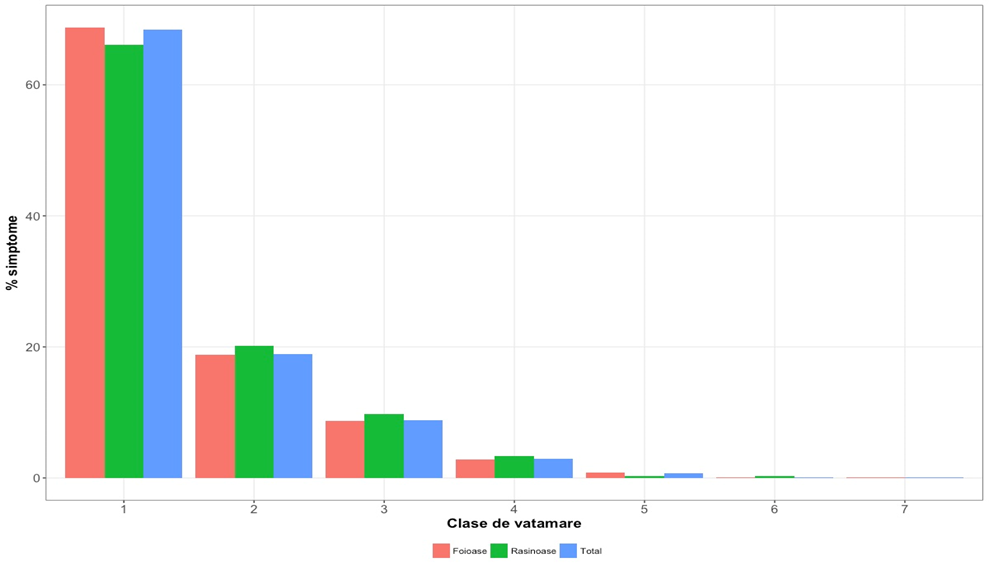 % simptome
60
40
20
0
1 2 3 4 5 6 7
Clase de vatamare
Foioase Rasinoase Total